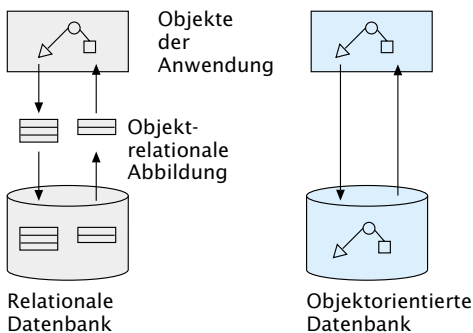 Objekte
der
Anwendung
Objekt-
relationale
Abbildung
Relationale
Datenbank
Objektorientierte
Datenbank